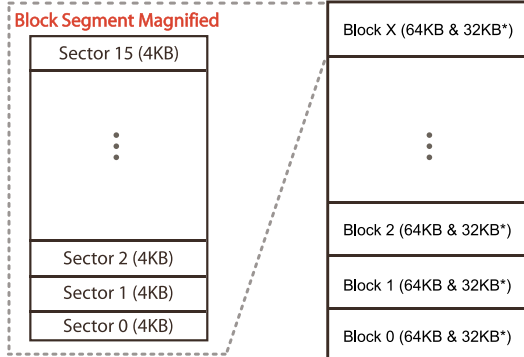 Block Segment Magnified
Sector 15 (4KB)
Sector 2 (4KB)
Sector 1 (4KB)
Sector 0 (4KB)
Block X (64KB & 32KB*)
Block 2 (64KB & 32KB*)
Block 1 (64KB & 32KB*)
Block 0 (64KB & 32KB*)